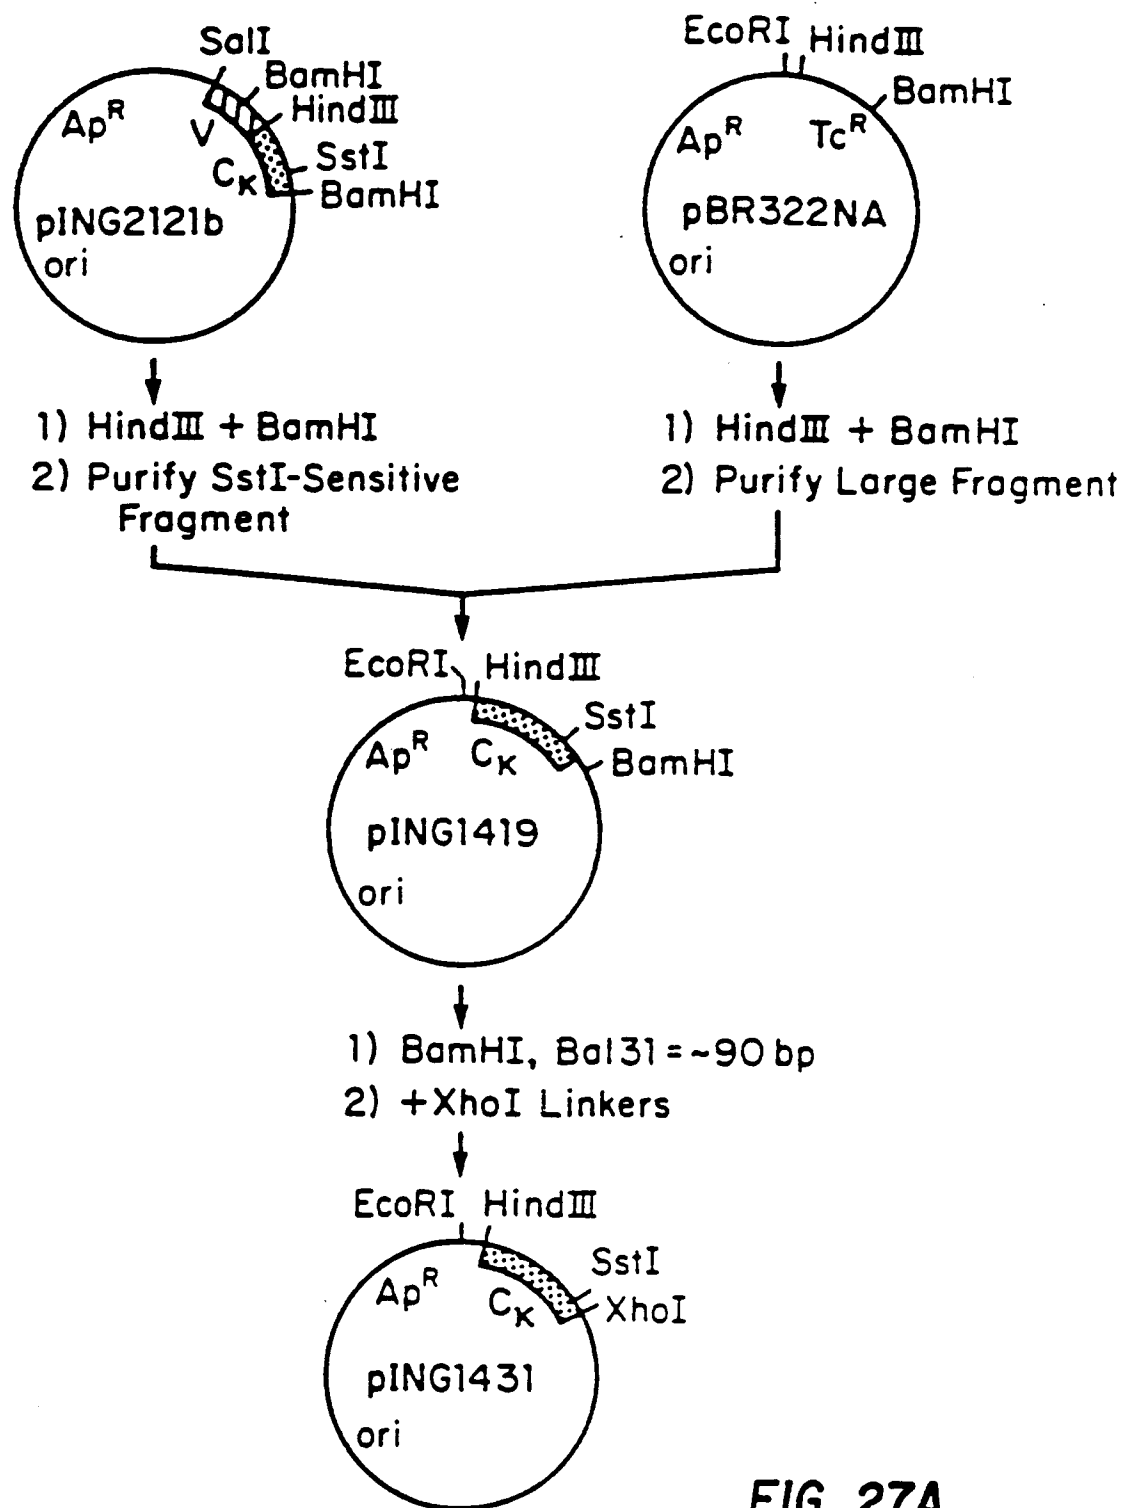 SalI
BamHI
HindIII
SstI
BamHI
Ap^R
V
C_K
pING2121b
ori
EcoRI HindIII
BamHI
Ap^R Tc^R
pBR322NA
ori
1) HindIII + BamHI
2) Purify SstI-Sensitive
Fragment
1) HindIII + BamHI
2) Purify Large Fragment
EcoRI HindIII
SstI
BamHI
Ap^R C_K
pING1419
ori
1) BamHI, Bal31 = ~90 bp
2) +XhoI Linkers
EcoRI HindIII
SstI
XhoI
Ap^R C_K
pING1431
ori
FIG. 27A